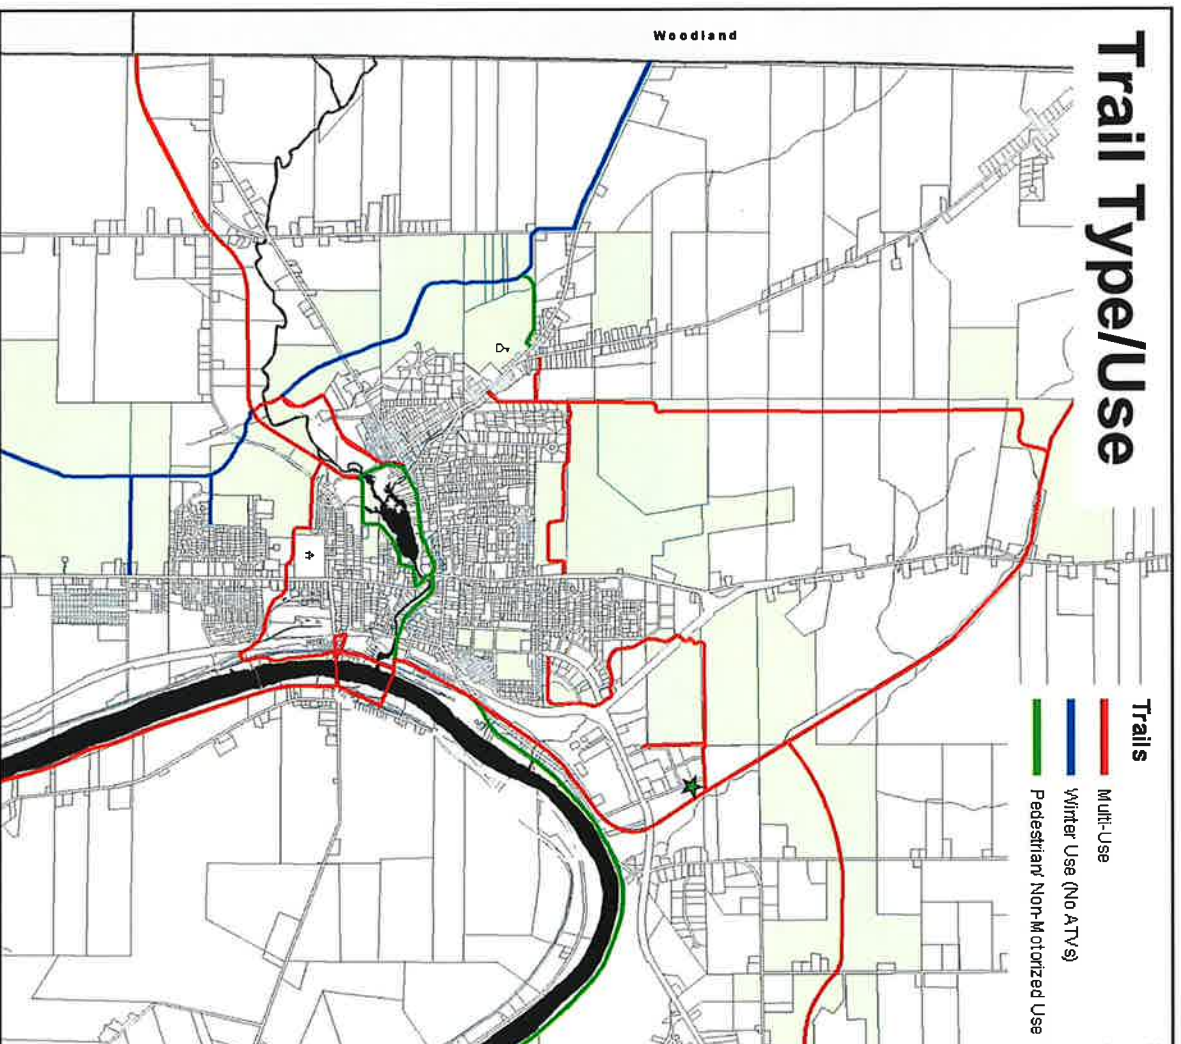 Trail Type/Use
Woodland
Trails
Multi-Use
Winter Use (No ATVs)
Pedestrian/ Non-Motorized Use